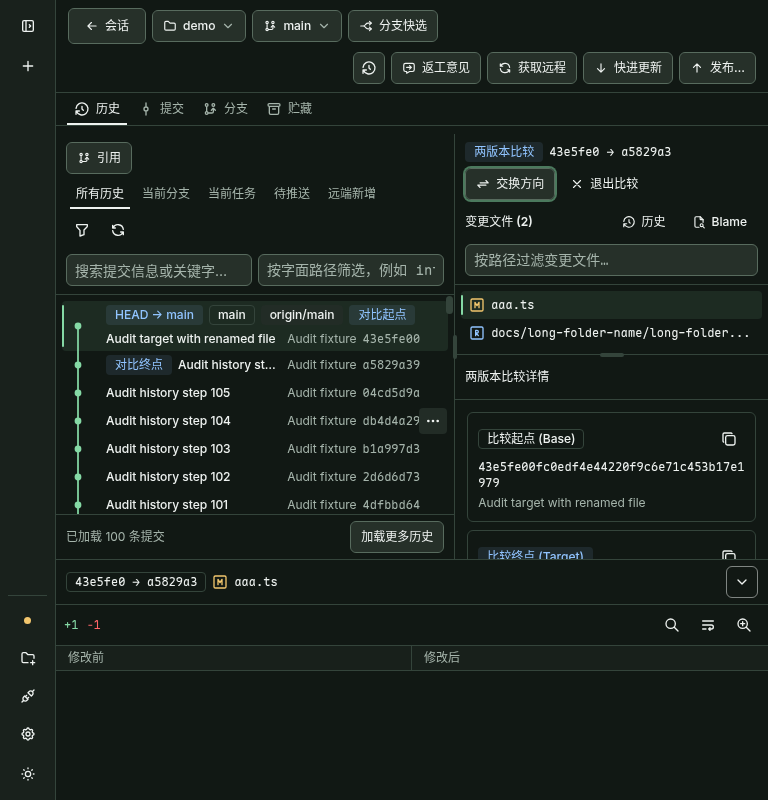 会话 demo main 分支快选
返工意见 获取远程 快进更新 发布...
历史 提交 分支 贮藏
引用
所有历史 当前分支 当前任务 待推送 远端新增
搜索提交信息或关键字... 按字面路径筛选，例如
HEAD → main main origin/main 对比起点
Audit target with renamed file Audit fixture 43e5fe00
对比终点 Audit history st... Audit fixture a5829a39
Audit history step 105 Audit fixture 04cd5d9a
Audit history step 104 Audit fixture db4d4a29
Audit history step 103 Audit fixture b1a997d3
Audit history step 102 Audit fixture 2d6d6d73
Audit history step 101 Audit fixture 4dfbbd64
已加载 100 条提交 加载更多历史
两版本比较 43e5fe0 → a5829a3
交换方向 退出比较
变更文件 (2) 历史 Blame
按路径过滤变更文件…
M aaa.ts
R docs/long-folder-name/long-folder...
两版本比较详情
比较起点 (Base)
43e5fe00fc0edf4e44220f9c6e71c453b17e1
979
Audit target with renamed file
比较终点 (Target)
43e5fe0 → a5829a3 M aaa.ts
+1 -1
修改前 修改后